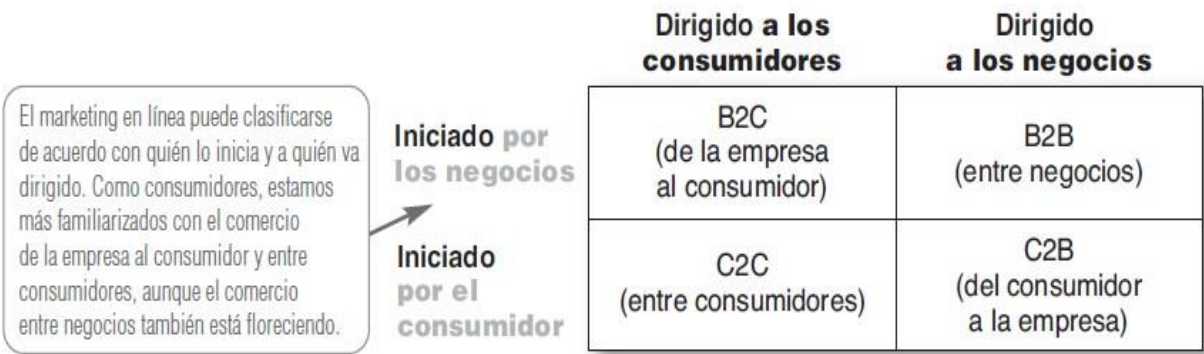 Dirigido a los
consumidores
Dirigido
a los negocios
El marketing en línea puede clasificarse
de acuerdo con quién lo inicia y a quién va
dirigido. Como consumidores, estamos
más familiarizados con el comercio
de la empresa al consumidor y entre
consumidores, aunque el comercio
entre negocios también está floreciendo.
Iniciado por
los negocios
B2C
(de la empresa
al consumidor)
B2B
(entre negocios)
Iniciado
por el
consumidor
C2C
(entre consumidores)
C2B
(del consumidor
a la empresa)